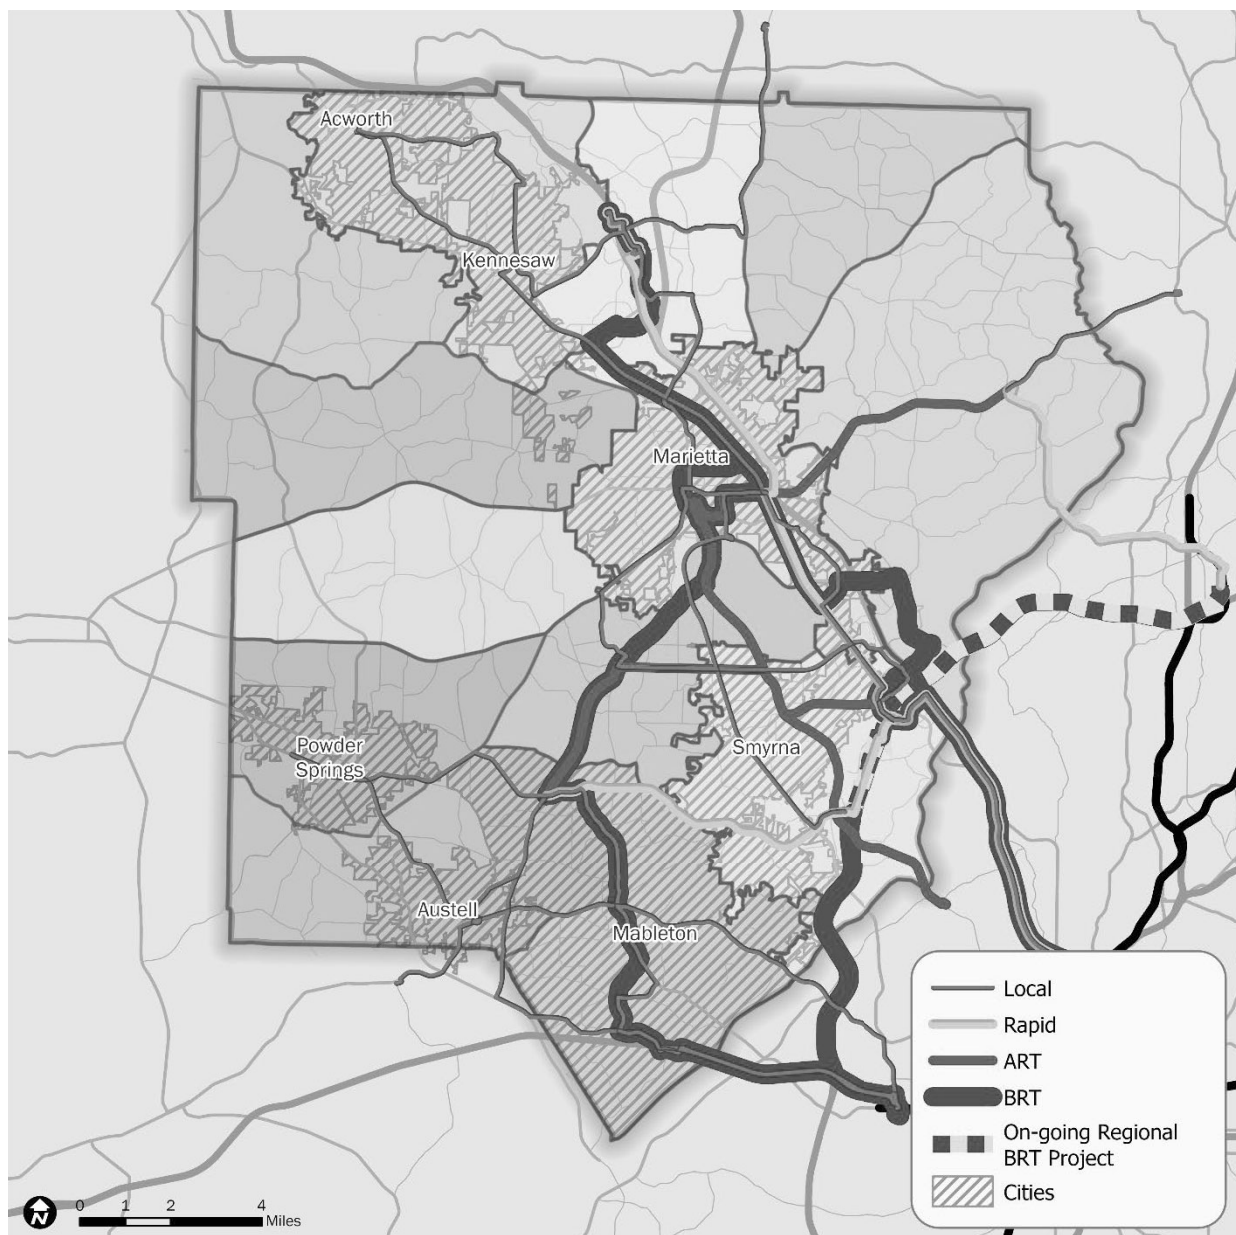 Acworth
Kennesaw
Marietta
Powder
Springs
Smyrna
Austell
Mableton
Local
Rapid
ART
BRT
On-going Regional
BRT Project
Cities
N
0 1 2 4
Miles